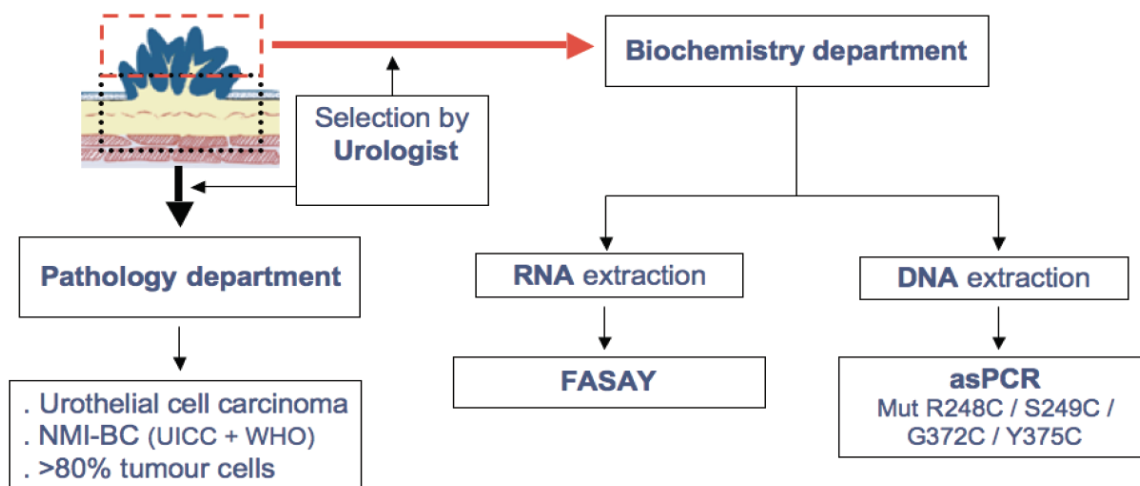 Biochemistry department
Selection by
Urologist
Pathology department
RNA extraction
DNA extraction
FASAY
asPCR
Mut R248C / S249C /
G372C / Y375C
. Urothelial cell carcinoma
. NMI-BC (UICC + WHO)
. >80% tumour cells